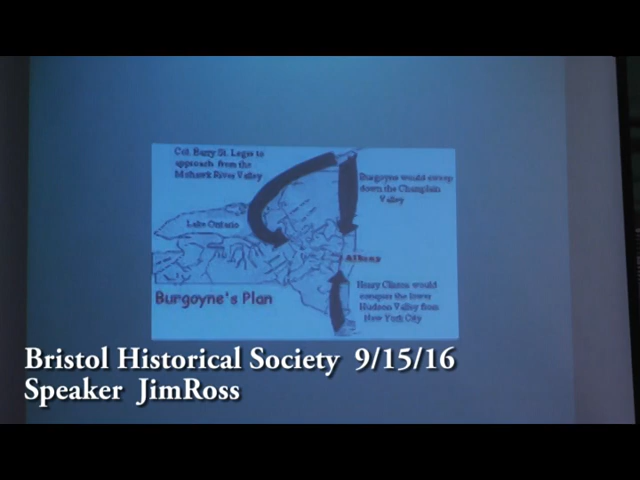 Col. Barry St. Leger to
approach from the
Mohawk River Valley
Burgoyne would sweep
down the Champlain
Valley
Lake Ontario
Albany
Henry Clinton would
conquer the lower
Hudson Valley from
New York City
Burgoyne's Plan
Bristol Historical Society 9/15/16
Speaker JimRoss